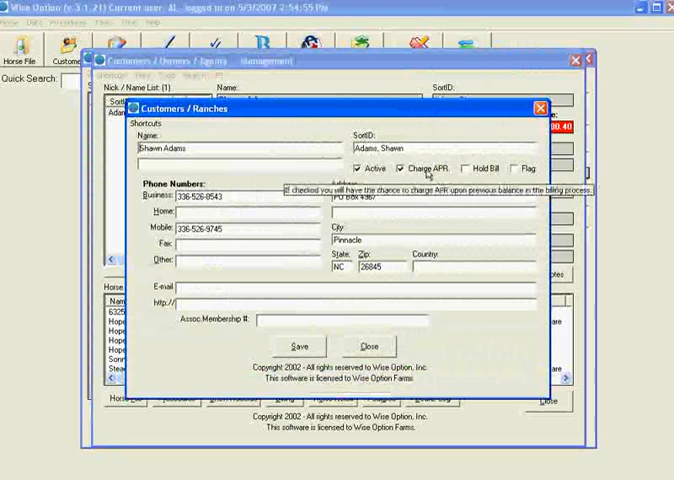 Wise Option (v. 3.1.21) Current user: AL.. logged in on 5/3/2007 2:54:55 PM
Horse File
Custome
Quick Search:
Customers / Owners / Agents Management
Nick / Name List: (1)
Name:
SortID:
Customers / Ranches
Shortcuts
Name:
SortID:
Shawn Adams
Adams, Shawn
Active
Charge APR
Hold Bill
Flag
If checked you will have the chance to charge APR upon previous balance in the billing process.
Phone Numbers:
Business:
336-526-8543
PO Box 4967
Home:
Mobile:
336-526-9745
City
Fax:
Pinnacle
Other:
State:
Zip:
Country:
NC
26845
E-mail
http://
Assoc.Membership #:
Save
Close
Copyright 2002 - All rights reserved to Wise Option, Inc.
This software is licensed to Wise Option Farms.
Close
Copyright 2002 - All rights reserved to Wise Option, Inc.
This software is licensed to Wise Option Farms.